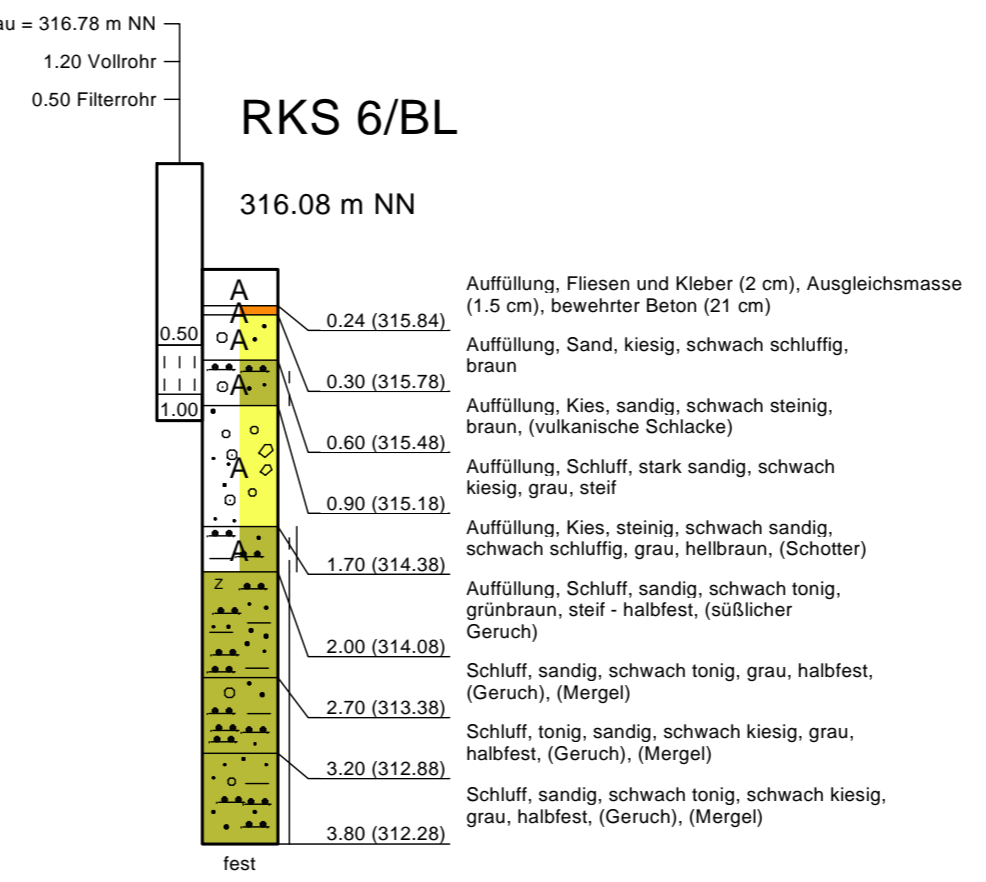 = 316.78 m NN
1.20 Vollrohr
0.50 Filterrohr
RKS 6/BL
316.08 m NN
A
A
A
A
A
A
Z
0.50
1.00
0.24 (315.84)
Auffüllung, Fliesen und Kleber (2 cm), Ausgleichsmasse
(1.5 cm), bewehrter Beton (21 cm)
0.30 (315.78)
Auffüllung, Sand, kiesig, schwach schluffig,
braun
0.60 (315.48)
Auffüllung, Kies, sandig, schwach steinig,
braun, (vulkanische Schlacke)
0.90 (315.18)
Auffüllung, Schluff, stark sandig, schwach
kiesig, grau, steif
1.70 (314.38)
Auffüllung, Kies, steinig, schwach sandig,
schwach schluffig, grau, hellbraun, (Schotter)
2.00 (314.08)
Auffüllung, Schluff, sandig, schwach tonig,
grünbraun, steif - halbfest, (süßlicher
Geruch)
2.70 (313.38)
Schluff, sandig, schwach tonig, grau, halbfest,
(Geruch), (Mergel)
3.20 (312.88)
Schluff, tonig, sandig, schwach kiesig, grau,
halbfest, (Geruch), (Mergel)
3.80 (312.28)
Schluff, sandig, schwach tonig, schwach kiesig,
grau, halbfest, (Geruch), (Mergel)
fest